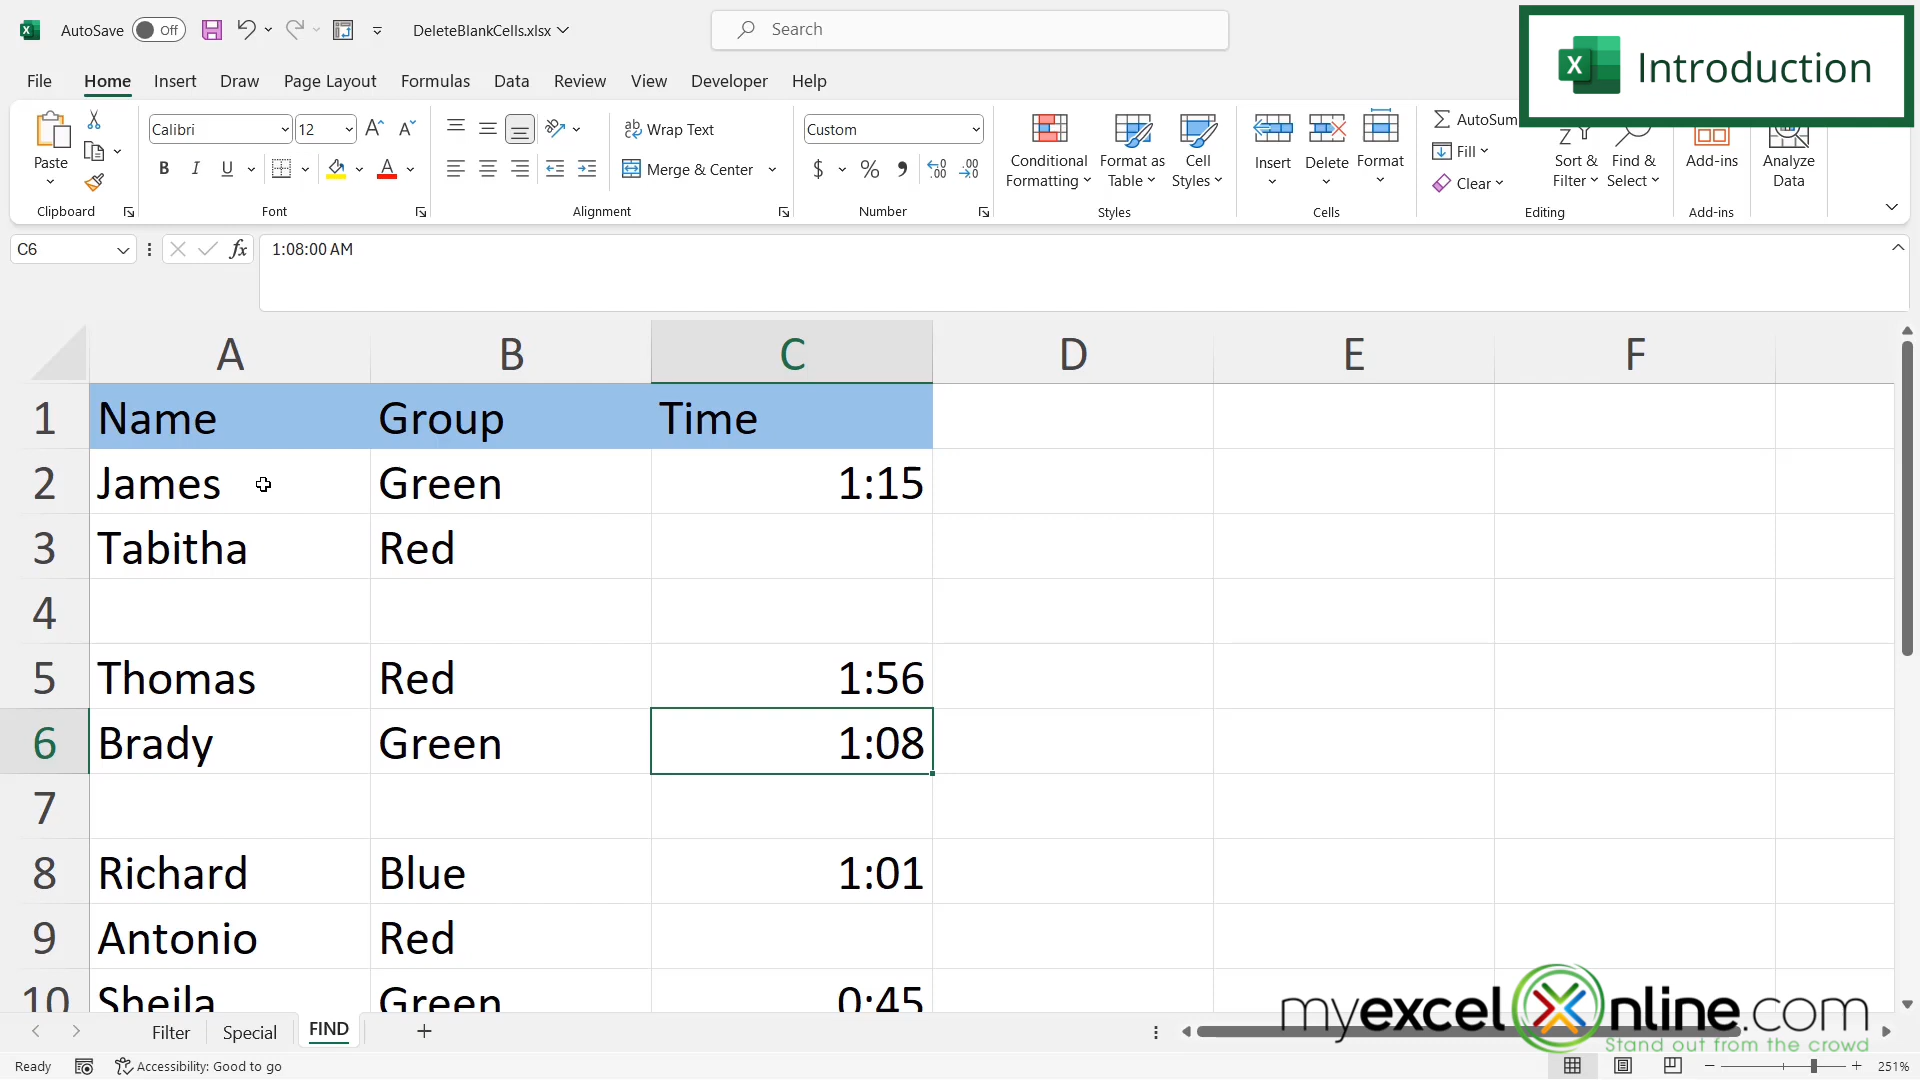 AutoSave Off DeleteBlankCells.xlsx Search
Introduction
File Home Insert Draw Page Layout Formulas Data Review View Developer Help
Paste
Clipboard
Calibri 12
B I U
Font
Wrap Text
Merge & Center
Alignment
Custom
$ %
Number
Conditional Formatting
Format as Table
Cell Styles
Styles
Insert Delete Format
Cells
AutoSum
Fill
Clear
Sort & Filter
Find & Select
Editing
Add-ins
Add-ins
Analyze Data
C6 fx 1:08:00 AM
A B C D E F
1 Name Group Time
2 James Green 1:15
3 Tabitha Red
4
5 Thomas Red 1:56
6 Brady Green 1:08
7
8 Richard Blue 1:01
9 Antonio Red
10 Sheila Green 0:45
myexcelonline.com
Stand out from the crowd
Filter Special FIND +
Ready Accessibility: Good to go 251%